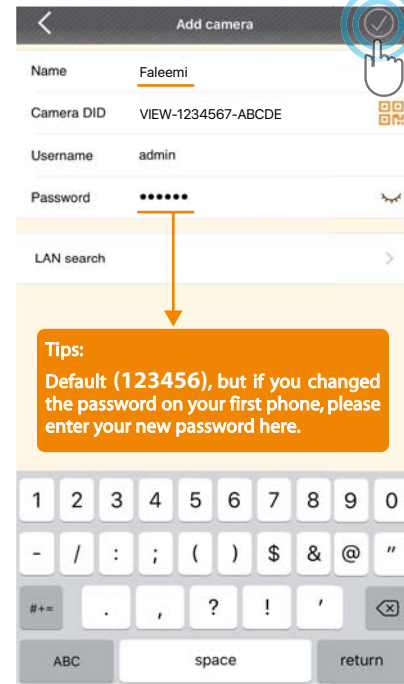 Add camera
Name Faleemi
Camera DID VIEW-1234567-ABCDE
Username admin
Password ••••••
LAN search
Tips:
Default (123456), but if you changed
the password on your first phone, please
enter your new password here.
1 2 3 4 5 6 7 8 9 0
- / : ; ( ) $ & @ "
#+= . , ? ! '
ABC space return